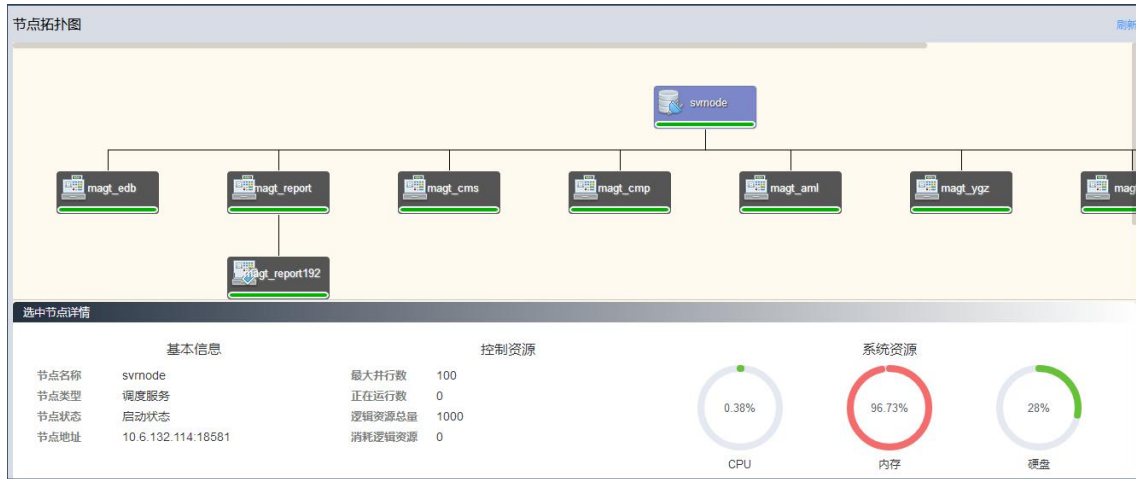 节点拓扑图
刷新
svrnode
magt_edb
magt_report
magt_cms
magt_cmp
magt_aml
magt_ygz
mag
magt_report192
选中节点详情
基本信息
控制资源
系统资源
节点名称 svrnode 最大并行数 100
节点类型 调度服务 正在运行数 0
节点状态 启动状态 逻辑资源总量 1000
节点地址 10.6.132.114:18581 消耗逻辑资源 0
0.38% 96.73% 28%
CPU 内存 硬盘